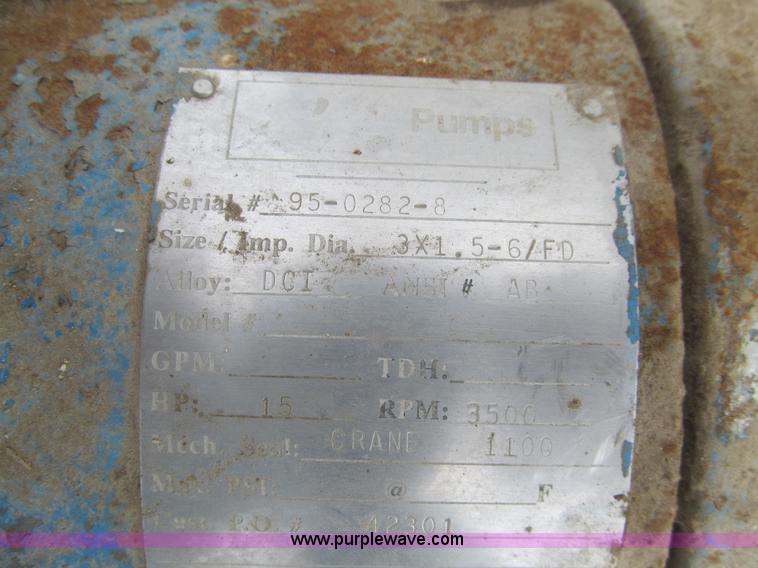 Pumps
Serial # 95-0282-8
Size / Imp. Dia. 3X1.5-6/FD
Alloy: DCI ANSI # AB
Model #
GPM: TDH:
HP: 15 RPM: 3500
Mech. Seal: CRANE 1100
Max. PSI: @ F
Cust. P.O. # 42301
www.purplewave.com